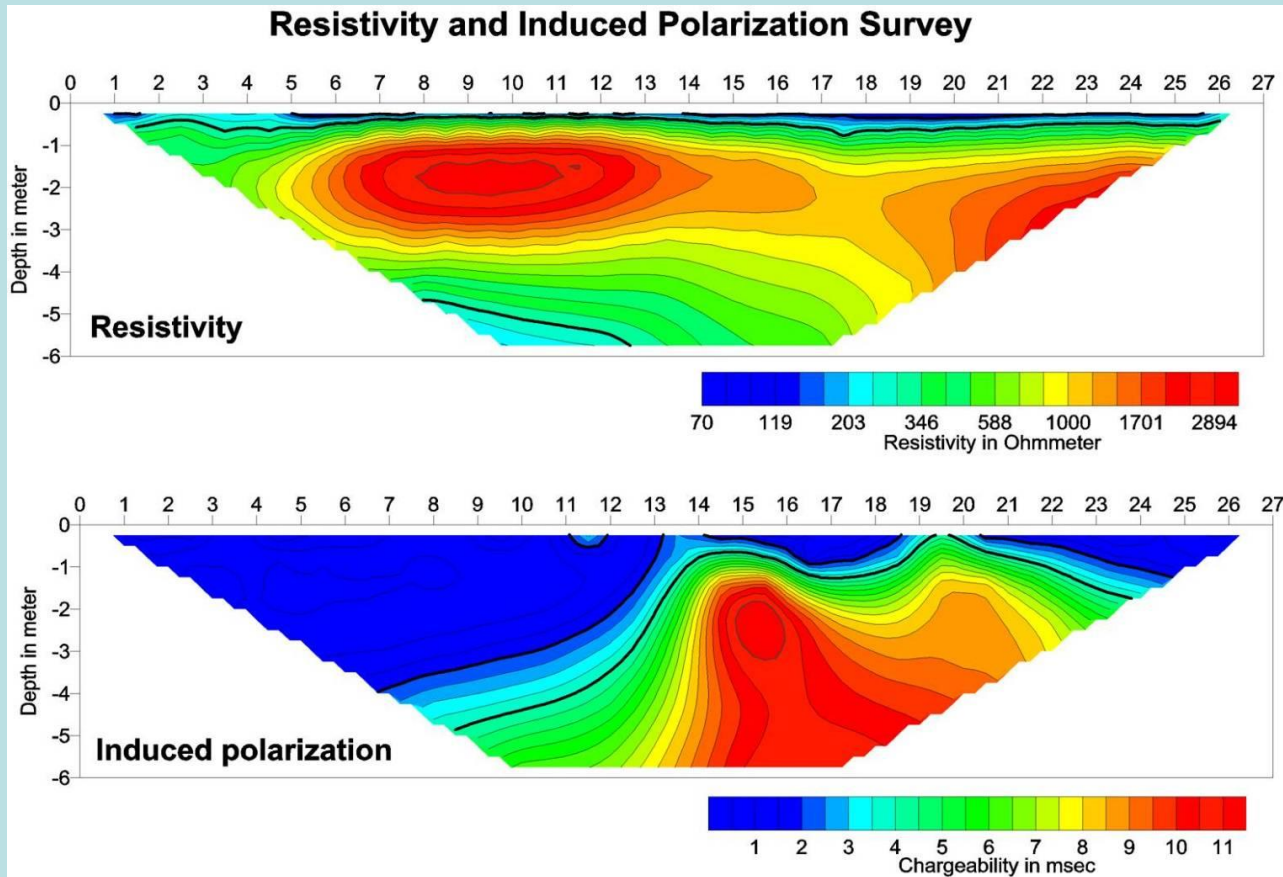 Resistivity and Induced Polarization Survey
0 1 2 3 4 5 6 7 8 9 10 11 12 13 14 15 16 17 18 19 20 21 22 23 24 25 26 27
0
-1
-2
-3
-4
-5
-6
Depth in meter
Resistivity
70 119 203 346 588 1000 1701 2894
Resistivity in Ohmmeter
0 1 2 3 4 5 6 7 8 9 10 11 12 13 14 15 16 17 18 19 20 21 22 23 24 25 26 27
0
-1
-2
-3
-4
-5
-6
Depth in meter
Induced polarization
1 2 3 4 5 6 7 8 9 10 11
Chargeability in msec